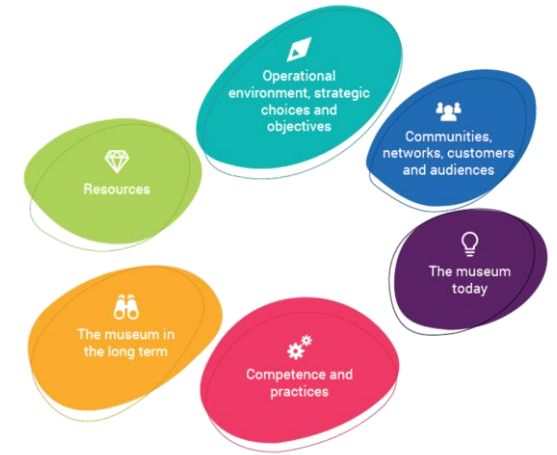 Operational
environment, strategic
choices and
objectives
Communities,
networks, customers
and audiences
The museum
today
Competence and
practices
The museum in
the long term
Resources